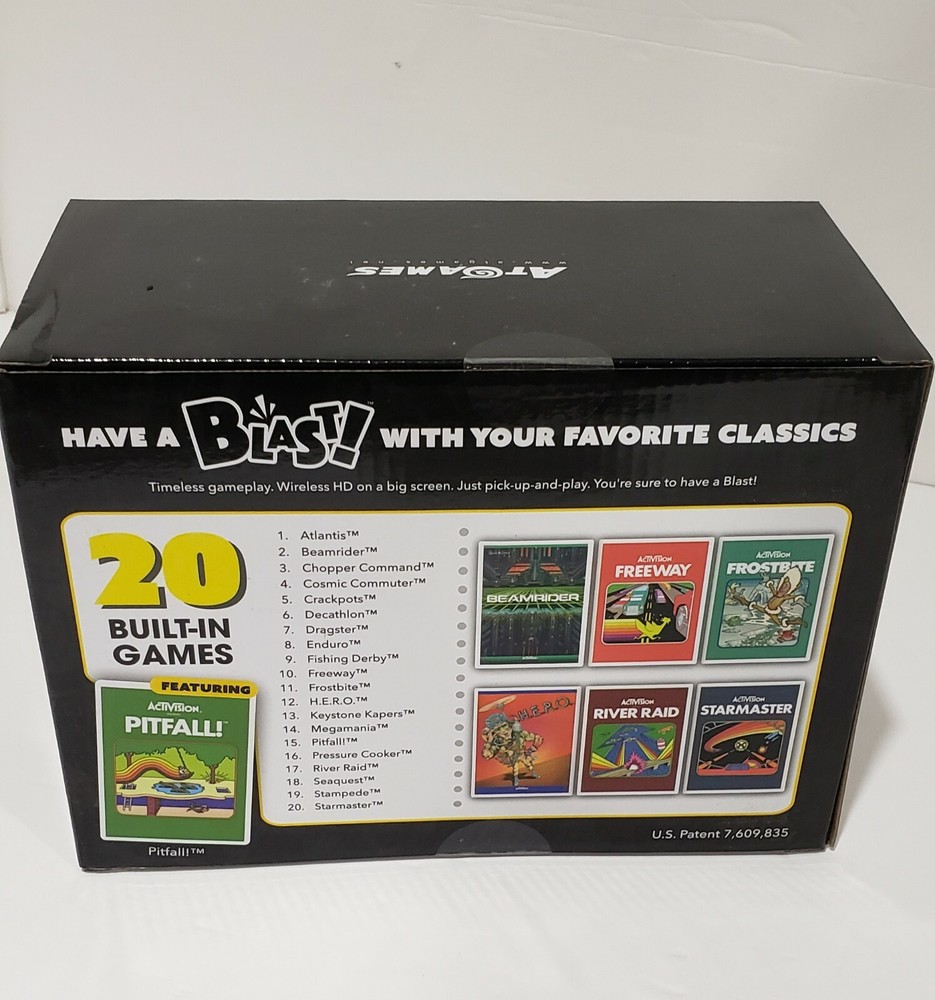 ATGAMES
www.atgames.net
HAVE A BLAST!™ WITH YOUR FAVORITE CLASSICS
Timeless gameplay. Wireless HD on a big screen. Just pick-up-and-play. You're sure to have a Blast!
20
BUILT-IN
GAMES
1. Atlantis™
2. Beamrider™
3. Chopper Command™
4. Cosmic Commuter™
5. Crackpots™
6. Decathlon™
7. Dragster™
8. Enduro™
9. Fishing Derby™
10. Freeway™
11. Frostbite™
12. H.E.R.O.™
13. Keystone Kapers™
14. Megamania™
15. Pitfall!™
16. Pressure Cooker™
17. River Raid™
18. Seaquest™
19. Stampede™
20. Starmaster™
FEATURING
ACTIVISION
PITFALL!™
Pitfall!™
BEAMRIDER
ACTIVISION
FREEWAY
ACTIVISION
FROSTBITE
H.E.R.O.
ACTIVISION
RIVER RAID
ACTIVISION
STARMASTER
U.S. Patent 7,609,835